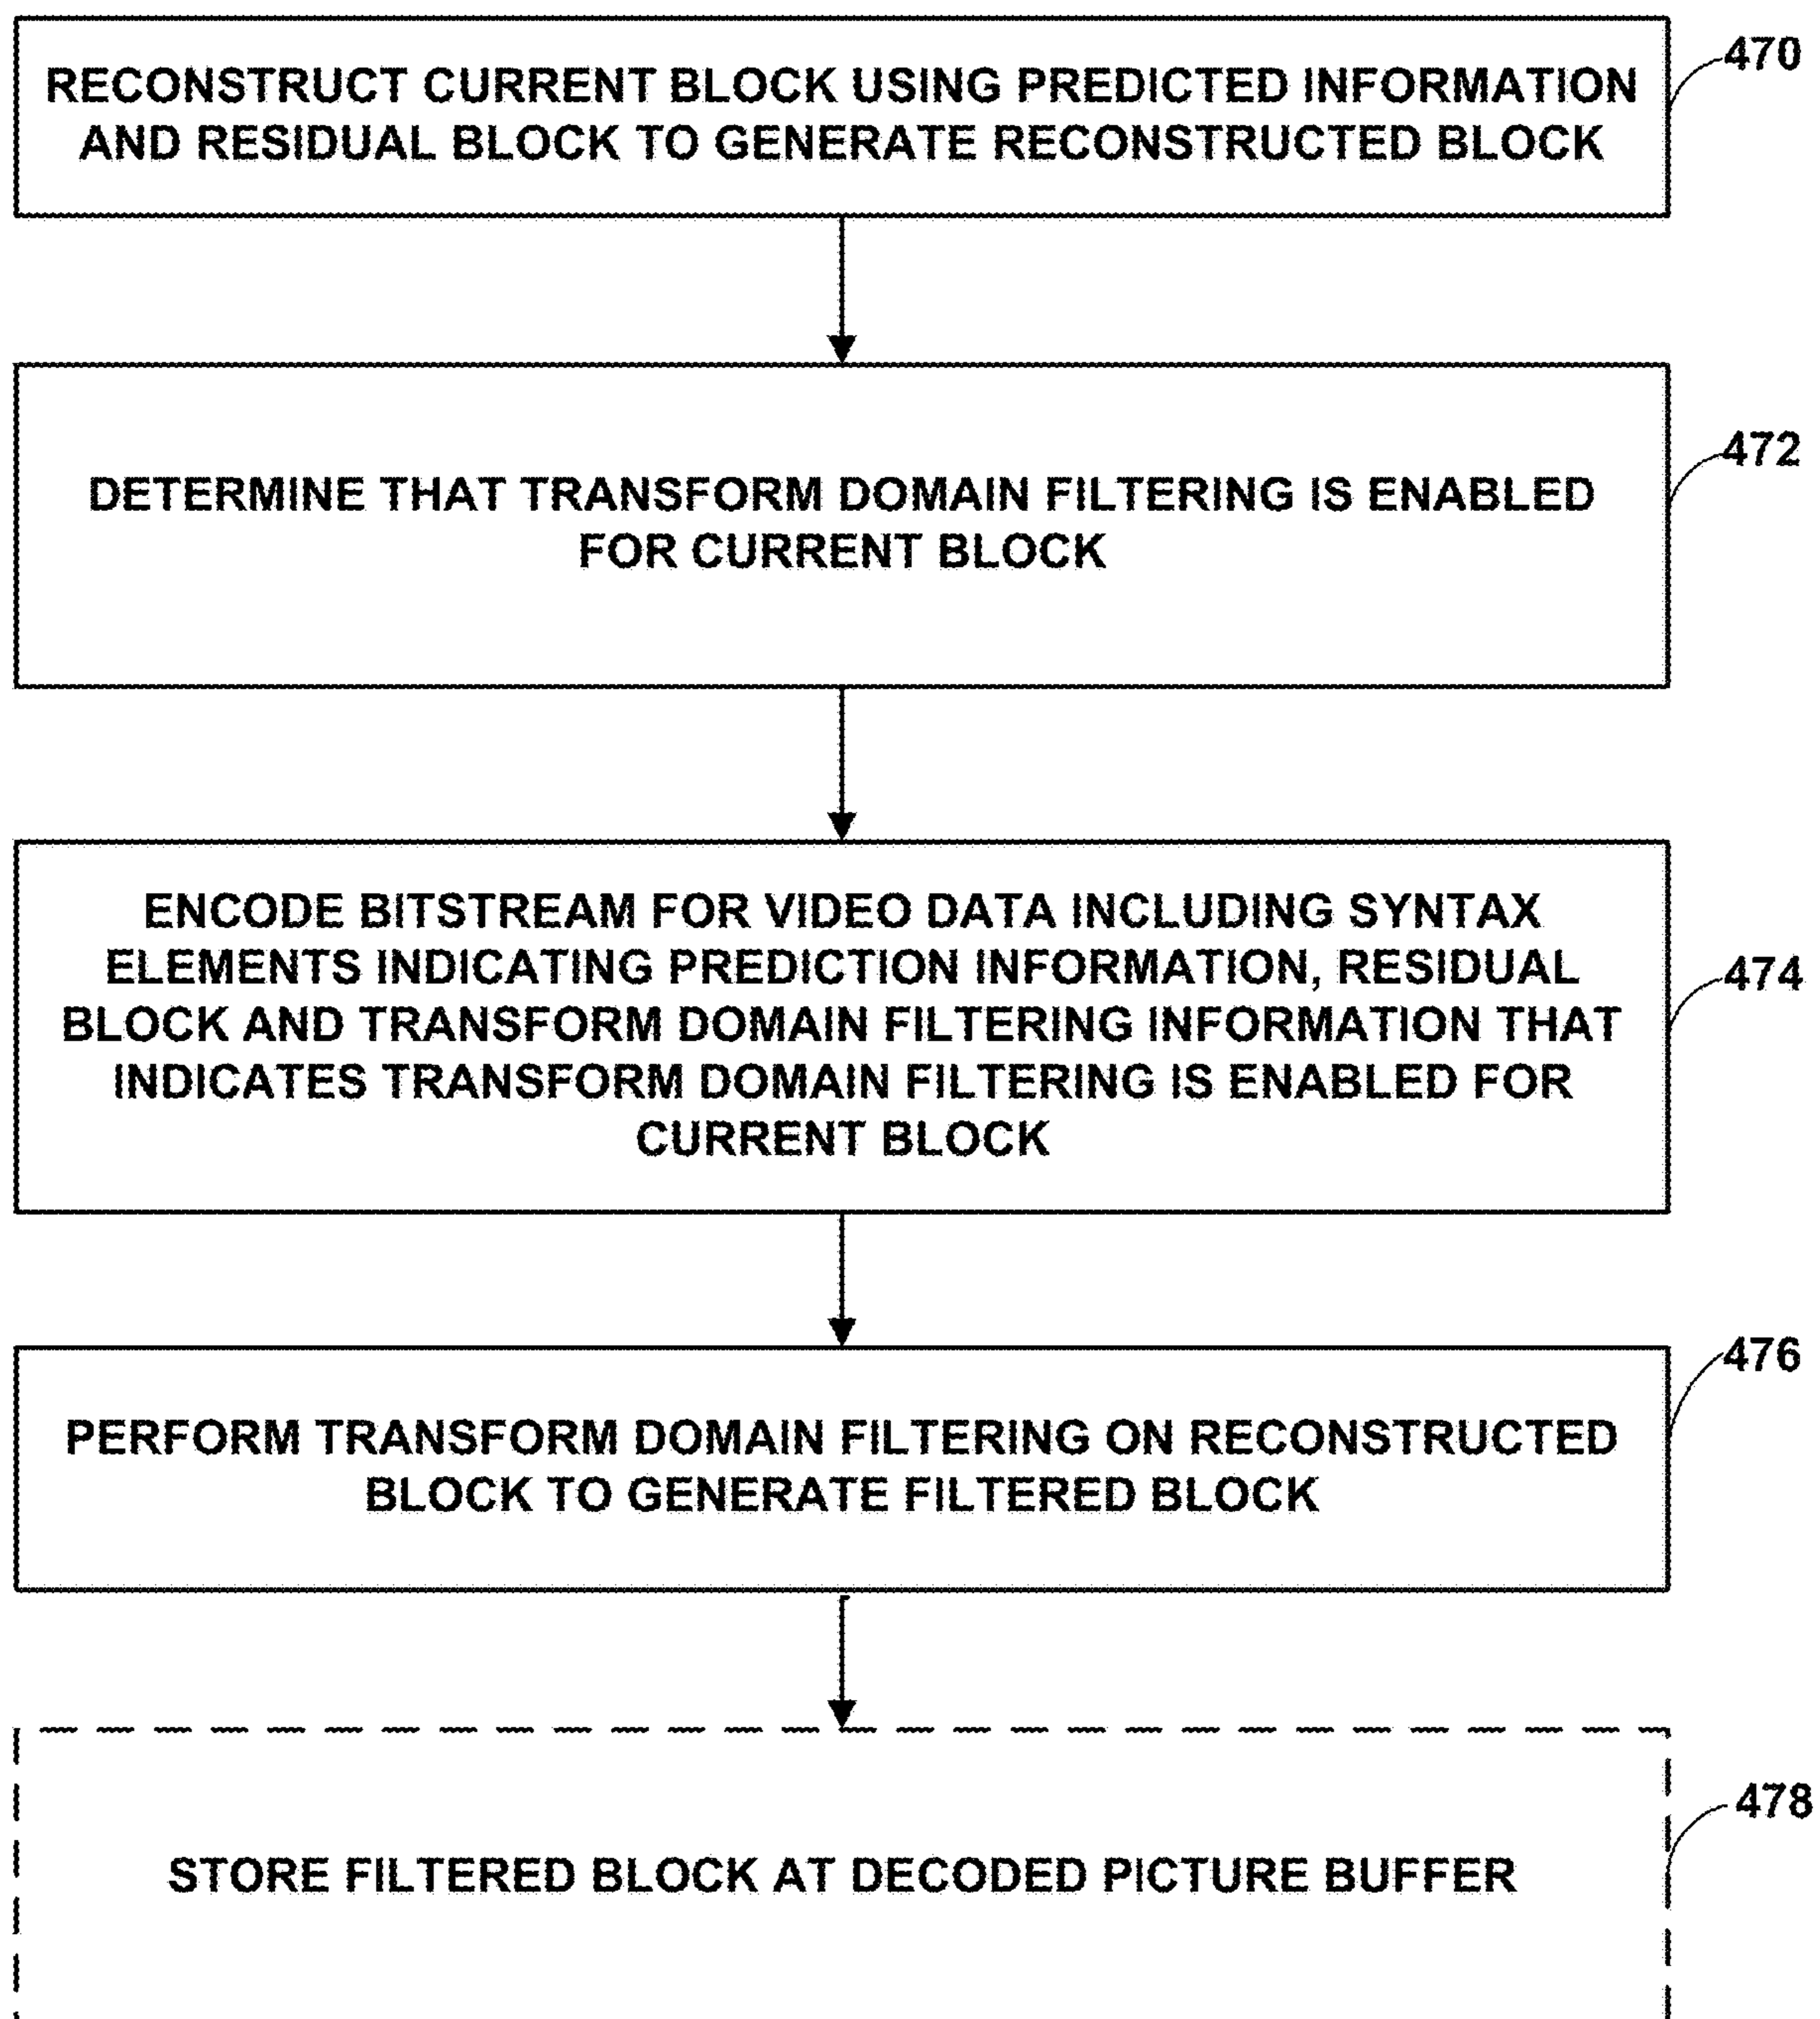 470
RECONSTRUCT CURRENT BLOCK USING PREDICTED INFORMATION
AND RESIDUAL BLOCK TO GENERATE RECONSTRUCTED BLOCK
472
DETERMINE THAT TRANSFORM DOMAIN FILTERING IS ENABLED
FOR CURRENT BLOCK
474
ENCODE BITSTREAM FOR VIDEO DATA INCLUDING SYNTAX
ELEMENTS INDICATING PREDICTION INFORMATION, RESIDUAL
BLOCK AND TRANSFORM DOMAIN FILTERING INFORMATION THAT
INDICATES TRANSFORM DOMAIN FILTERING IS ENABLED FOR
CURRENT BLOCK
476
PERFORM TRANSFORM DOMAIN FILTERING ON RECONSTRUCTED
BLOCK TO GENERATE FILTERED BLOCK
478
STORE FILTERED BLOCK AT DECODED PICTURE BUFFER